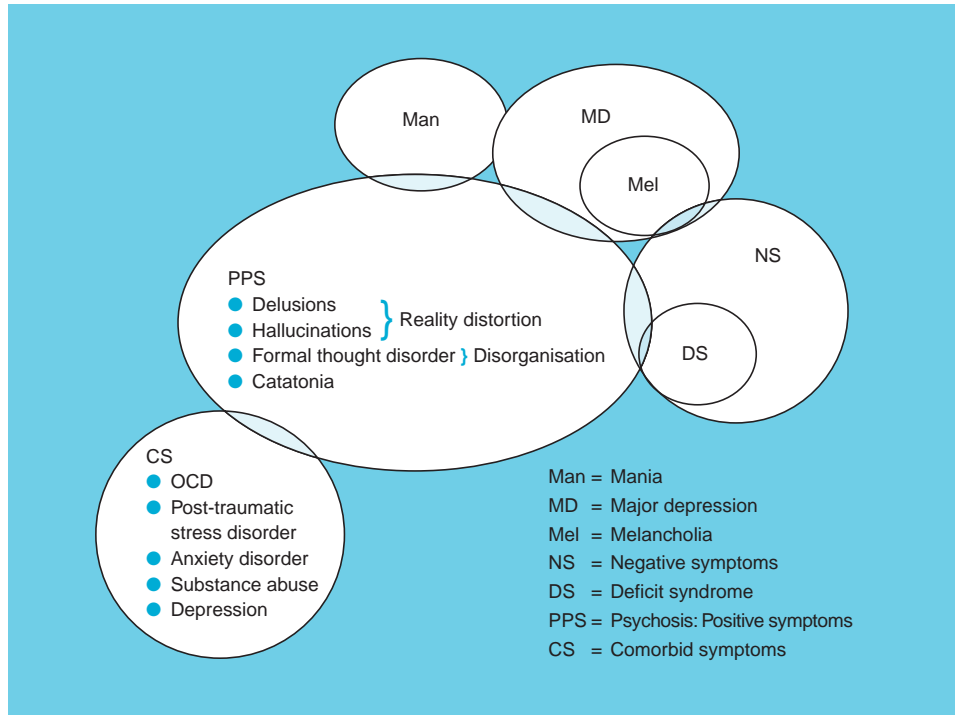 Man
MD
Mel
NS
DS
PPS
Delusions
Hallucinations
} Reality distortion
Formal thought disorder } Disorganisation
Catatonia
CS
OCD
Post-traumatic
stress disorder
Anxiety disorder
Substance abuse
Depression
Man = Mania
MD = Major depression
Mel = Melancholia
NS = Negative symptoms
DS = Deficit syndrome
PPS = Psychosis: Positive symptoms
CS = Comorbid symptoms